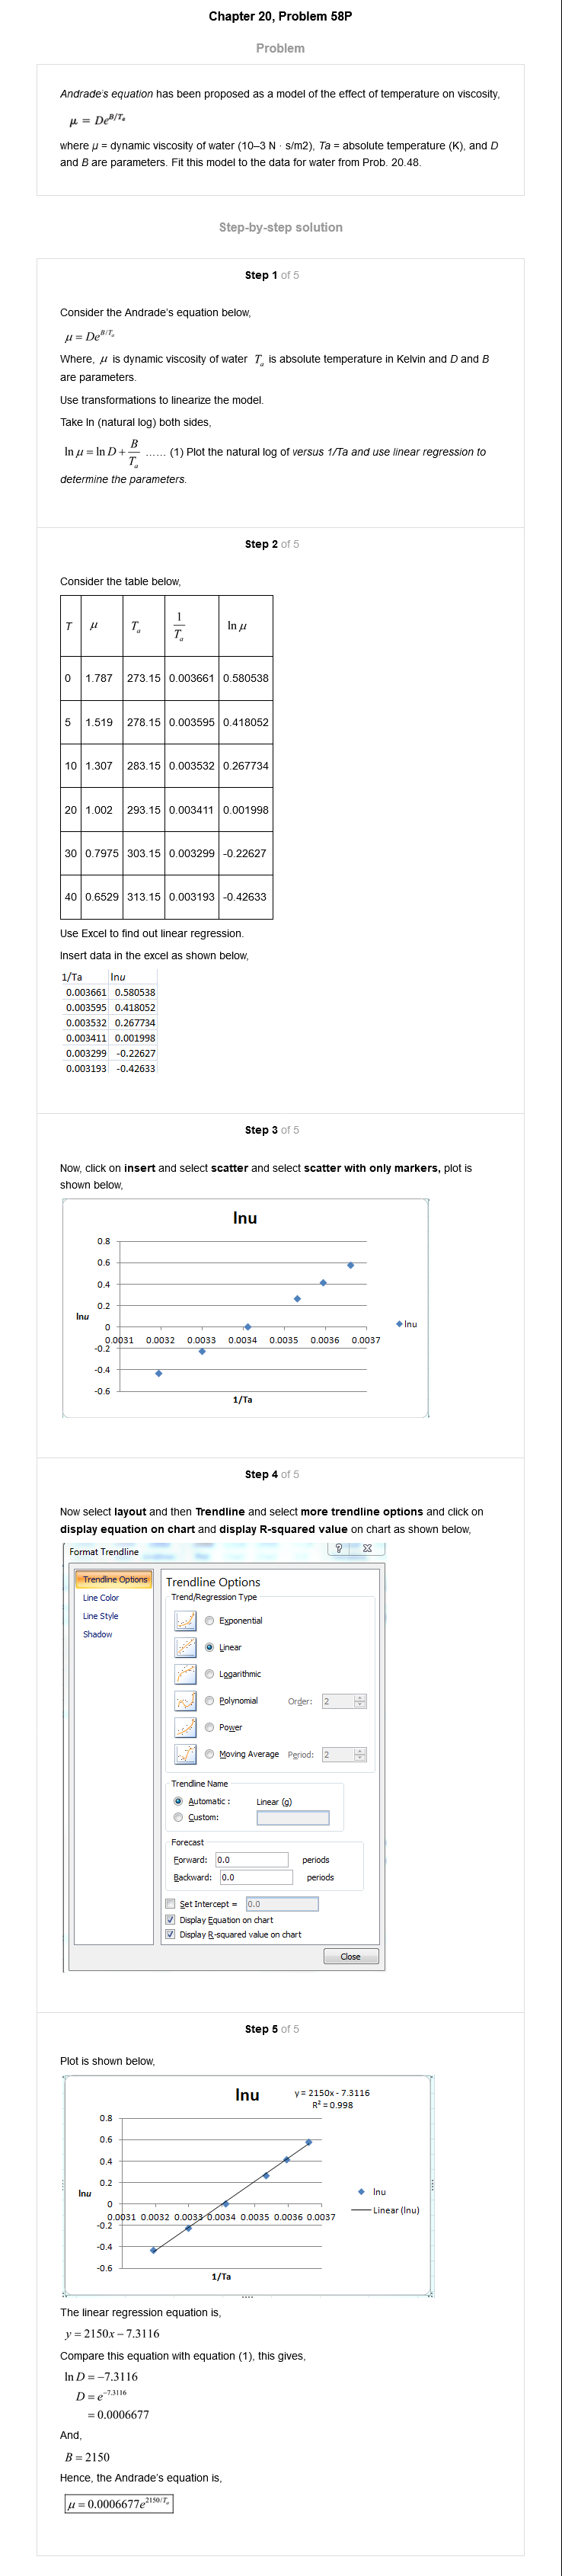 Chapter 20, Problem 58P
Problem
Andrade's equation has been proposed as a model of the effect of temperature on viscosity,
μ = De^{B/T_a}
where μ = dynamic viscosity of water (10–3 N · s/m2), Ta = absolute temperature (K), and D
and B are parameters. Fit this model to the data for water from Prob. 20.48.
Step-by-step solution
Step 1 of 5
Consider the Andrade's equation below,
μ = De^{B/T_a}
Where, μ is dynamic viscosity of water T_a is absolute temperature in Kelvin and D and B
are parameters.
Use transformations to linearize the model.
Take ln (natural log) both sides,
ln μ = ln D + B/T_a ...... (1) Plot the natural log of versus 1/Ta and use linear regression to
determine the parameters.
Step 2 of 5
Consider the table below,
T μ T_a 1/T_a ln μ
0 1.787 273.15 0.003661 0.580538
5 1.519 278.15 0.003595 0.418052
10 1.307 283.15 0.003532 0.267734
20 1.002 293.15 0.003411 0.001998
30 0.7975 303.15 0.003299 -0.22627
40 0.6529 313.15 0.003193 -0.42633
Use Excel to find out linear regression.
Insert data in the excel as shown below,
1/Ta lnu
0.003661 0.580538
0.003595 0.418052
0.003532 0.267734
0.003411 0.001998
0.003299 -0.22627
0.003193 -0.42633
Step 3 of 5
Now, click on insert and select scatter and select scatter with only markers, plot is
shown below,
lnu
0.8
0.6
0.4
0.2
lnu
0
lnu
0.0031 0.0032 0.0033 0.0034 0.0035 0.0036 0.0037
-0.2
-0.4
-0.6
1/Ta
Step 4 of 5
Now select layout and then Trendline and select more trendline options and click on
display equation on chart and display R-squared value on chart as shown below,
Format Trendline
?
Trendline Options
Line Color
Line Style
Shadow
Trendline Options
Trend/Regression Type
Exponential
Linear
Logarithmic
Polynomial Order: 2
Power
Moving Average Period: 2
Trendline Name
Automatic : Linear (g)
Custom:
Forecast
Forward: 0.0 periods
Backward: 0.0 periods
Set Intercept = 0.0
Display Equation on chart
Display R-squared value on chart
Close
Step 5 of 5
Plot is shown below,
lnu
y = 2150x - 7.3116
R² = 0.998
0.8
0.6
0.4
0.2
lnu
lnu
0
Linear (lnu)
0.0031 0.0032 0.0033 0.0034 0.0035 0.0036 0.0037
-0.2
-0.4
-0.6
1/Ta
The linear regression equation is,
y = 2150x – 7.3116
Compare this equation with equation (1), this gives,
ln D = –7.3116
D = e^{–7.3116}
= 0.0006677
And,
B = 2150
Hence, the Andrade's equation is,
μ = 0.0006677e^{2150/T_a}